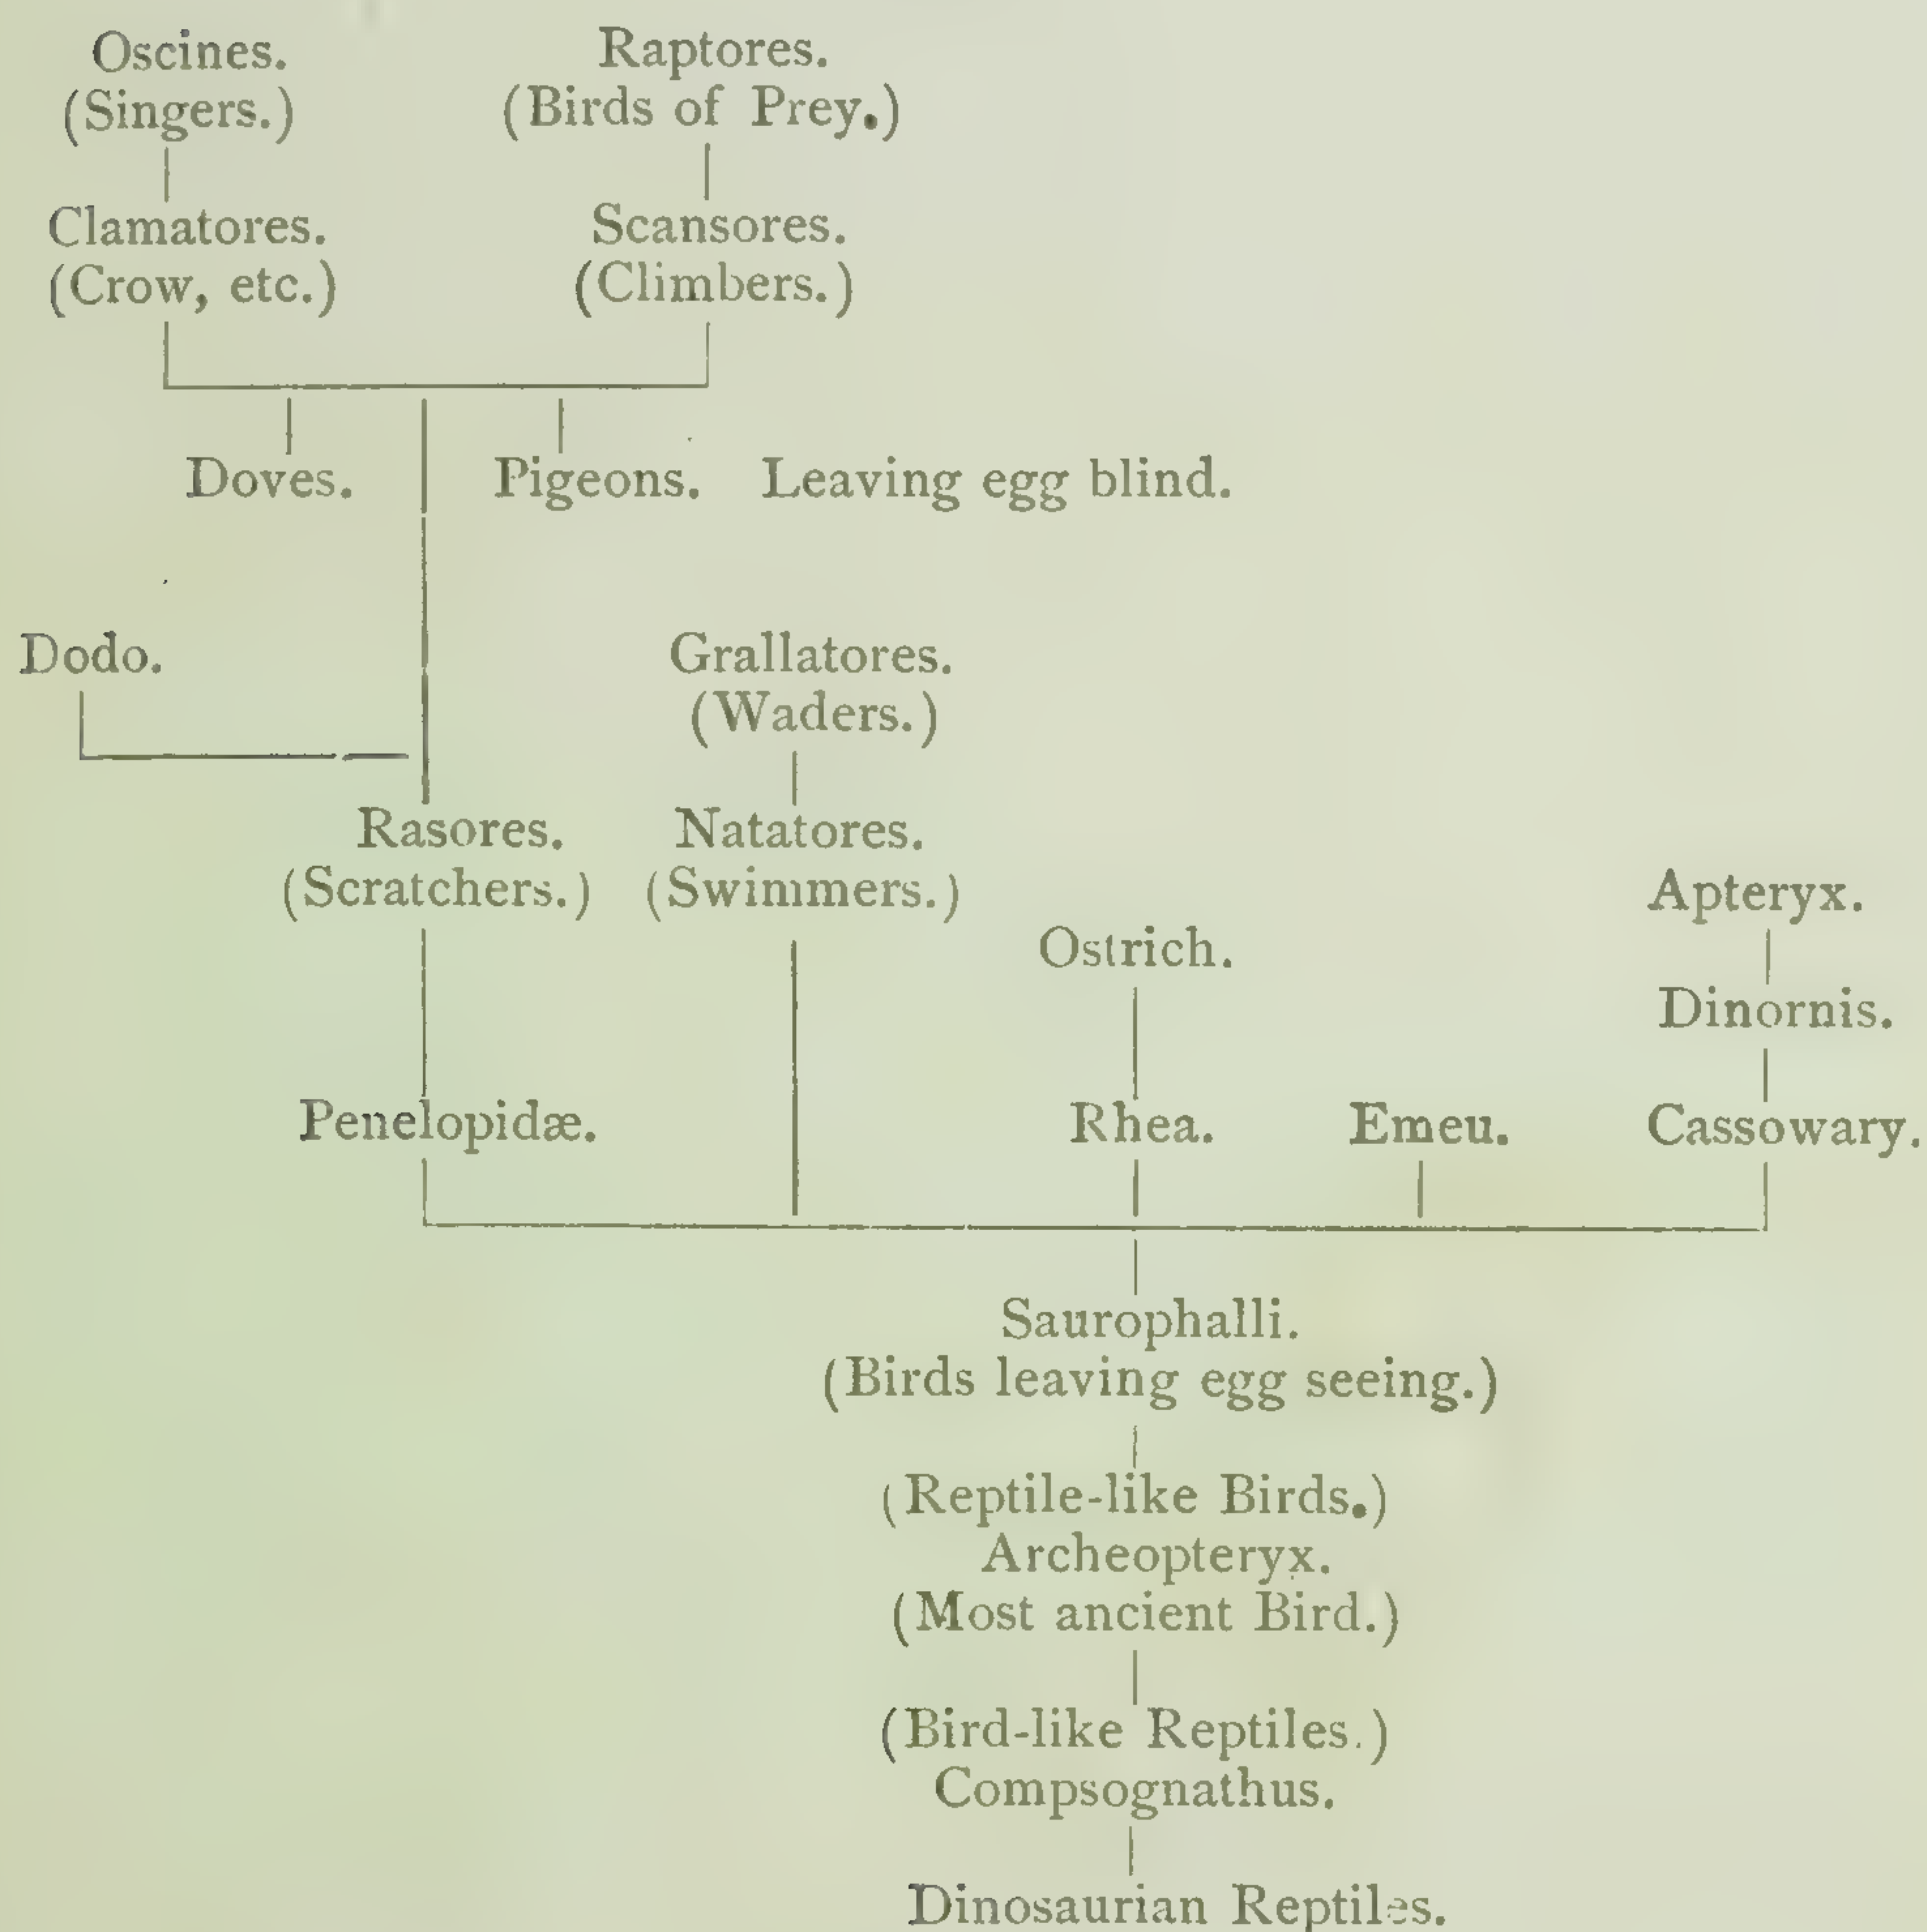 Oscines. Raptores.
(Singers.) (Birds of Prey.)
Clamatores. Scansores.
(Crow, etc.) (Climbers.)
Doves. Pigeons. Leaving egg blind.
Dodo. Grallatores.
(Waders.)
Rasores. Natatores.
(Scratchers.) (Swimmers.)
Apteryx.
Ostrich.
Dinornis.
Penelopidæ. Rhea. Emeu. Cassowary.
Saurophalli.
(Birds leaving egg seeing.)
(Reptile-like Birds.)
Archeopteryx.
(Most ancient Bird.)
(Bird-like Reptiles.)
Compsognathus.
Dinosaurian Reptiles.